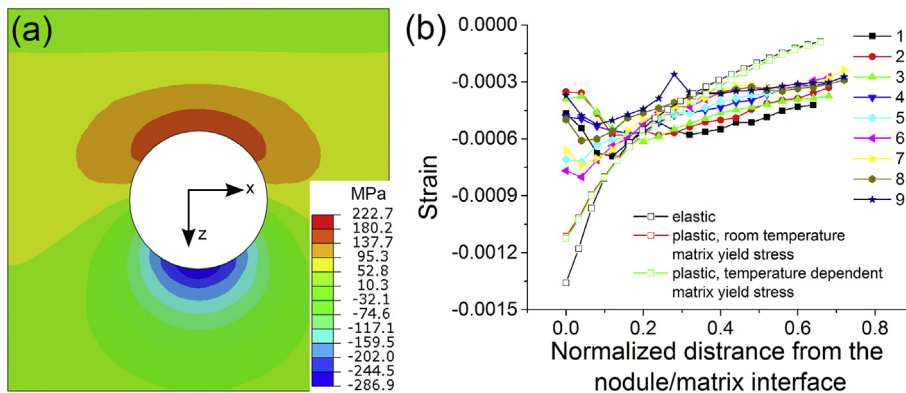 (a)
x
z
MPa
222.7
180.2
137.7
95.3
52.8
10.3
-32.1
-74.6
-117.1
-159.5
-202.0
-244.5
-286.9
(b)
0.0000
-0.0003
-0.0006
-0.0009
-0.0012
-0.0015
Strain
0.0 0.2 0.4 0.6 0.8
Normalized distrance from the
nodule/matrix interface
1
2
3
4
5
6
7
8
9
elastic
plastic, room temperature
matrix yield stress
plastic, temperature dependent
matrix yield stress